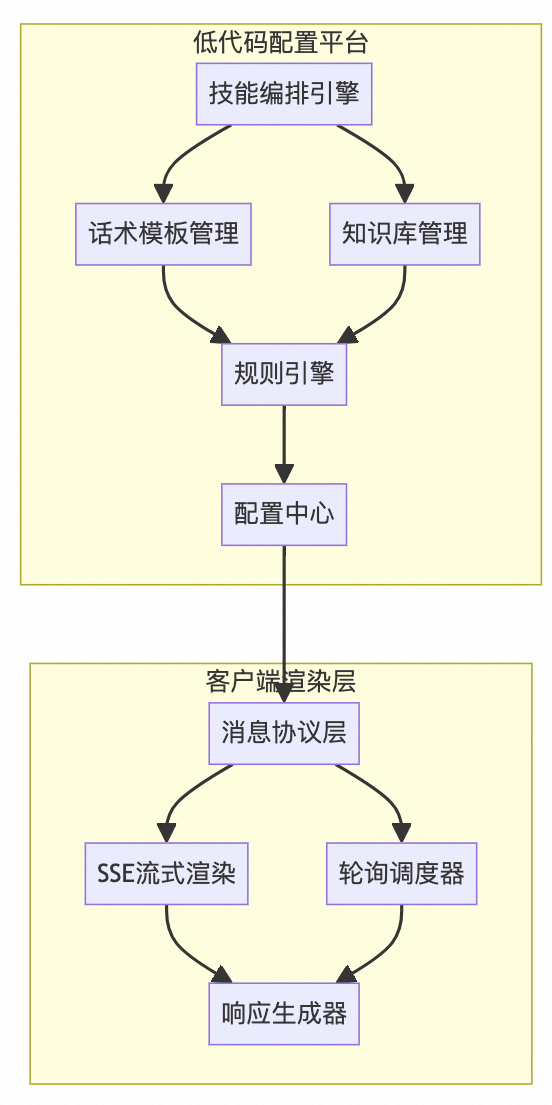 低代码配置平台
技能编排引擎
话术模板管理
知识库管理
规则引擎
配置中心
客户端渲染层
消息协议层
SSE流式渲染
轮询调度器
响应生成器